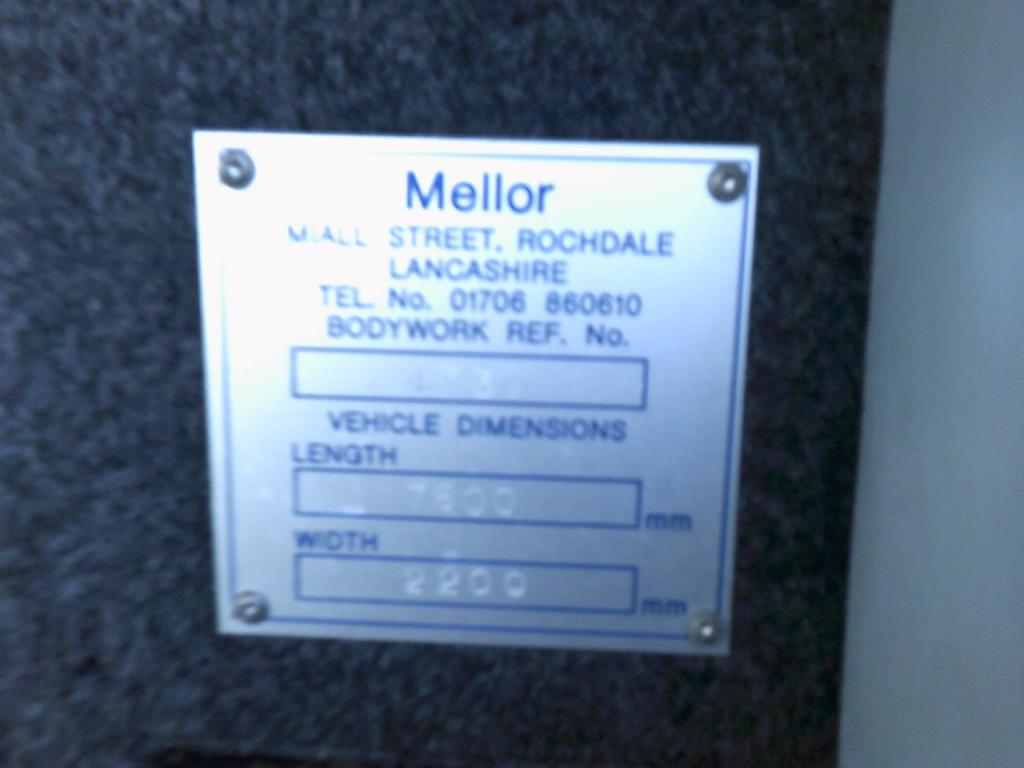 Mellor
MIALL STREET. ROCHDALE
LANCASHIRE
TEL. No. 01706 860610
BODYWORK REF. No.
VEHICLE DIMENSIONS
LENGTH
7600 mm
WIDTH
2200 mm